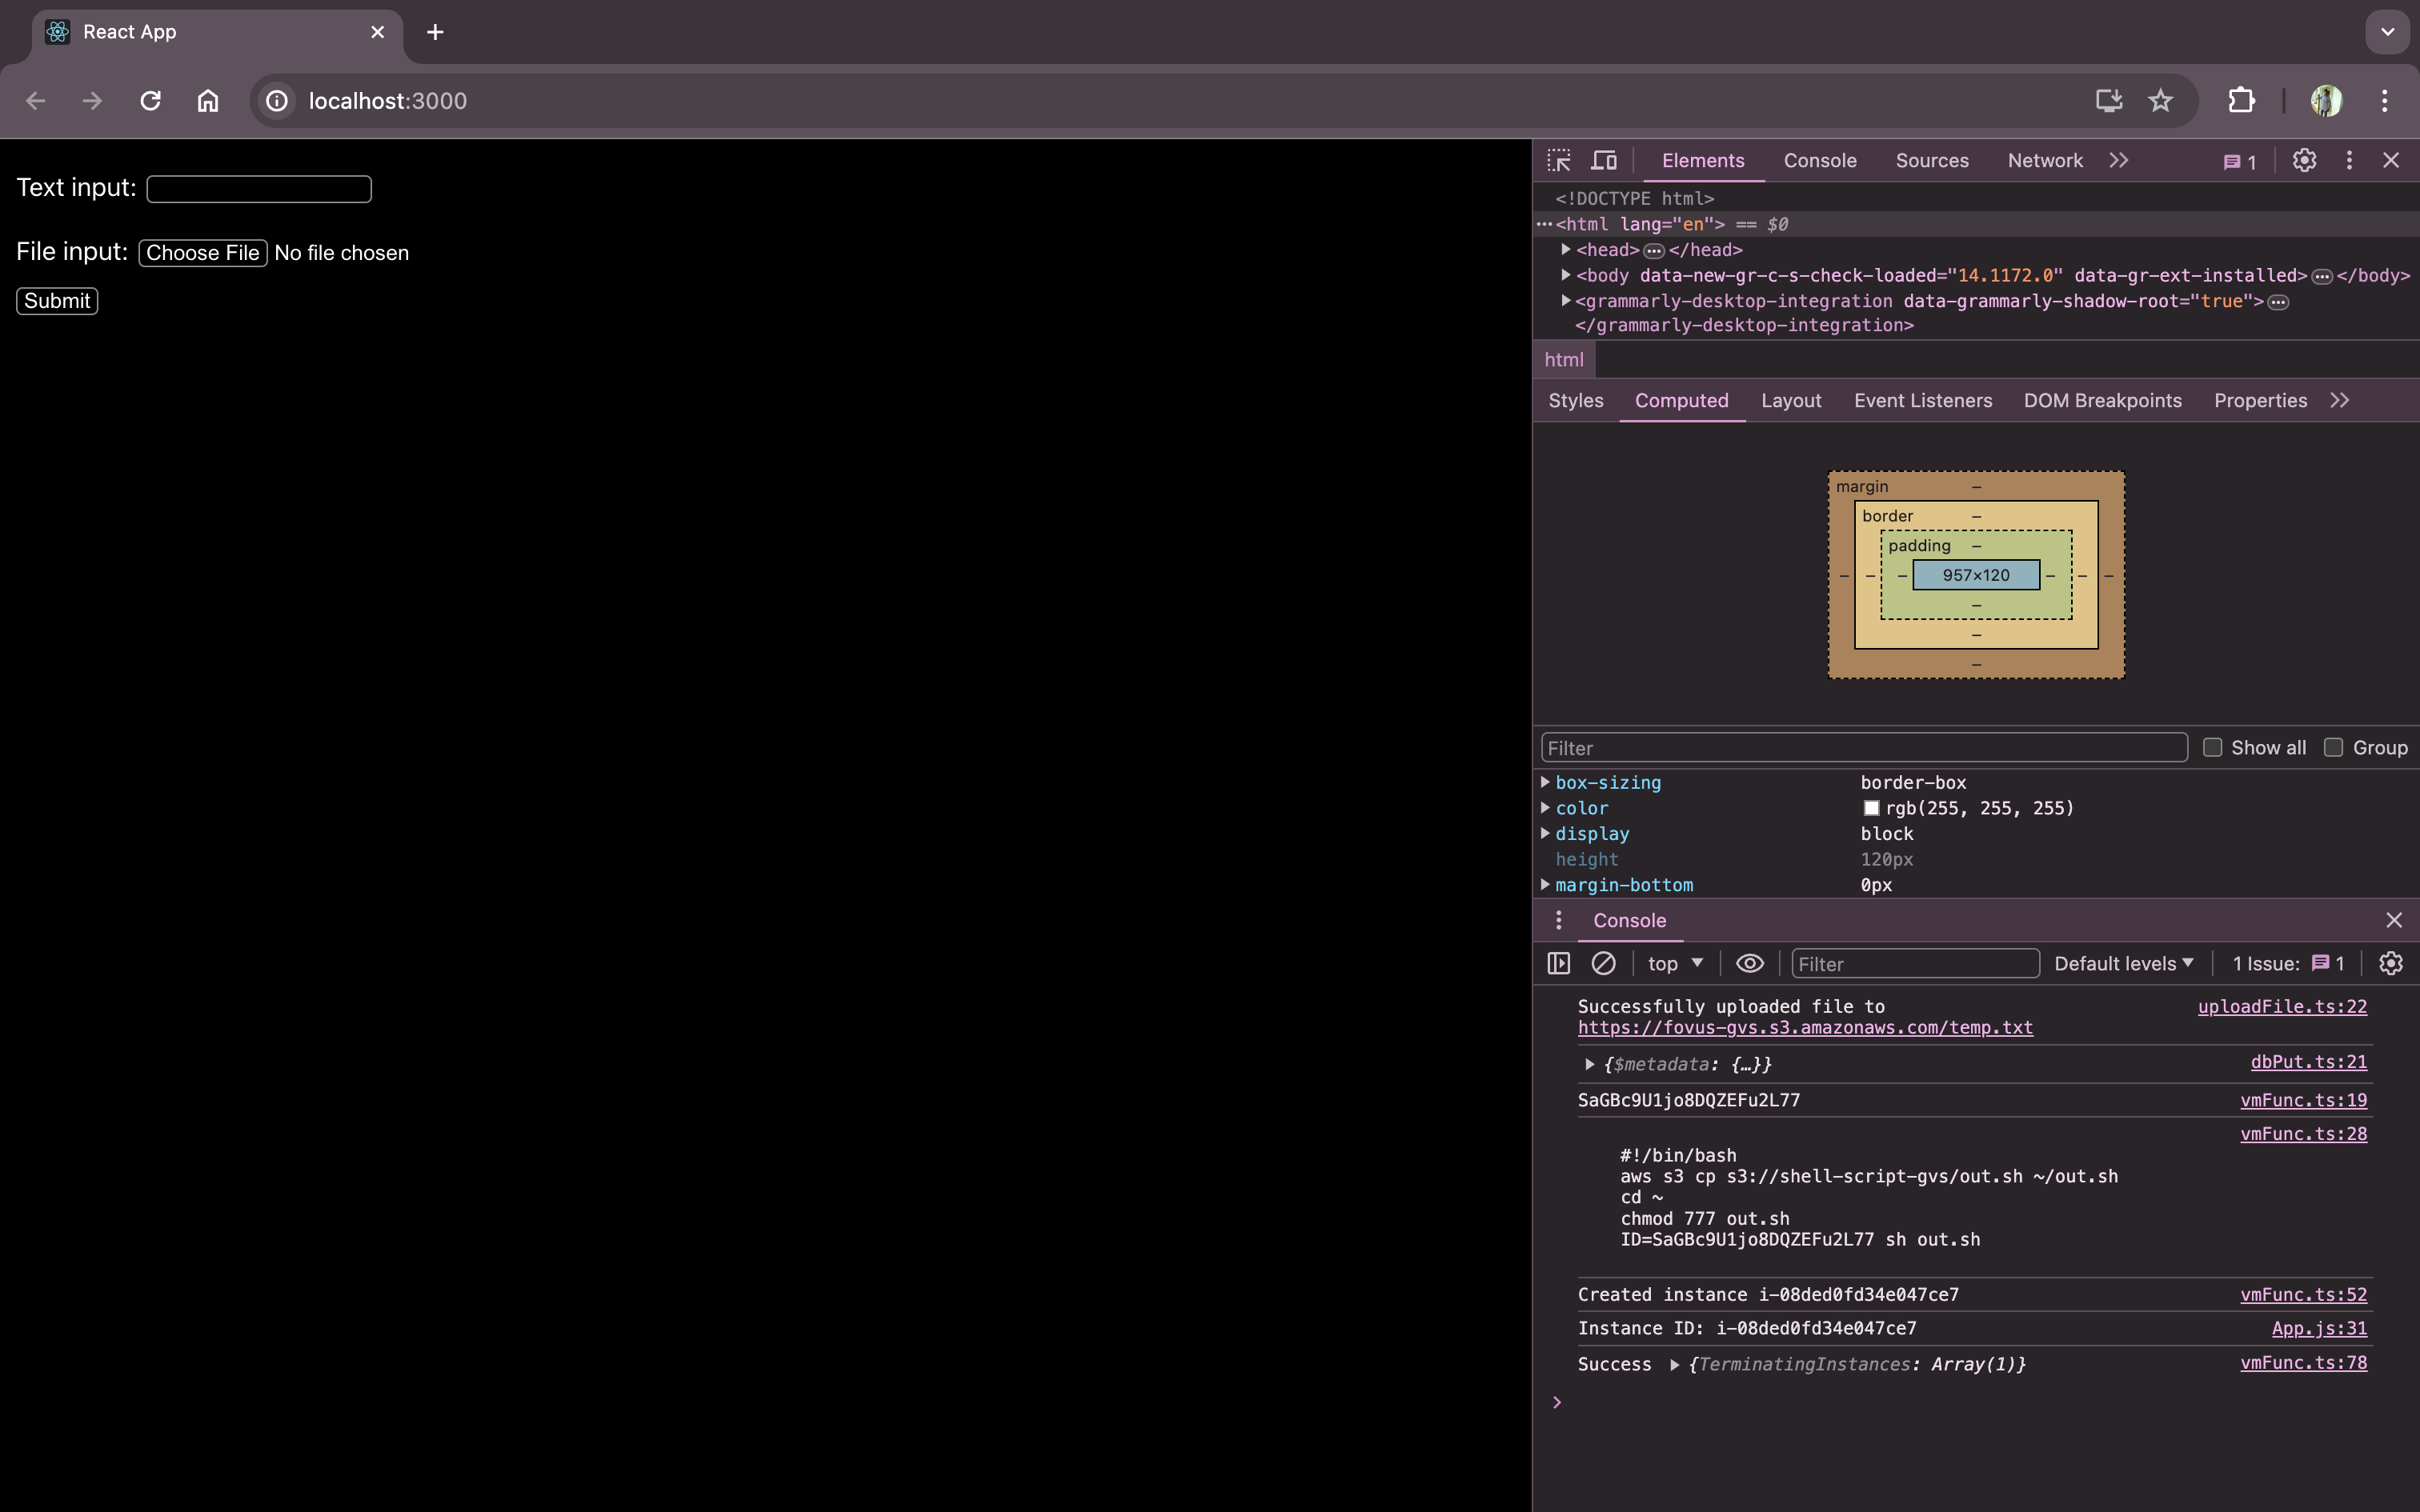 React App
localhost:3000
Text input:
File input: Choose File No file chosen
Submit
Elements Console Sources Network 1
<!DOCTYPE html>
<html lang="en"> == $0
<head> </head>
<body data-new-gr-c-s-check-loaded="14.1172.0" data-gr-ext-installed> </body>
<grammarly-desktop-integration data-grammarly-shadow-root="true">
</grammarly-desktop-integration>
html
Styles Computed Layout Event Listeners DOM Breakpoints Properties
margin –
border –
padding –
– – – 957×120 – – –
–
–
–
Filter Show all Group
box-sizing border-box
color rgb(255, 255, 255)
display block
height 120px
margin-bottom 0px
Console
top Filter Default levels 1 Issue: 1
Successfully uploaded file to uploadFile.ts:22
https://fovus-gvs.s3.amazonaws.com/temp.txt
{$metadata: {…}} dbPut.ts:21
SaGBc9U1jo8DQZEFu2L77 vmFunc.ts:19
vmFunc.ts:28
#!/bin/bash
aws s3 cp s3://shell-script-gvs/out.sh ~/out.sh
cd ~
chmod 777 out.sh
ID=SaGBc9U1jo8DQZEFu2L77 sh out.sh
Created instance i-08ded0fd34e047ce7 vmFunc.ts:52
Instance ID: i-08ded0fd34e047ce7 App.js:31
Success {TerminatingInstances: Array(1)} vmFunc.ts:78